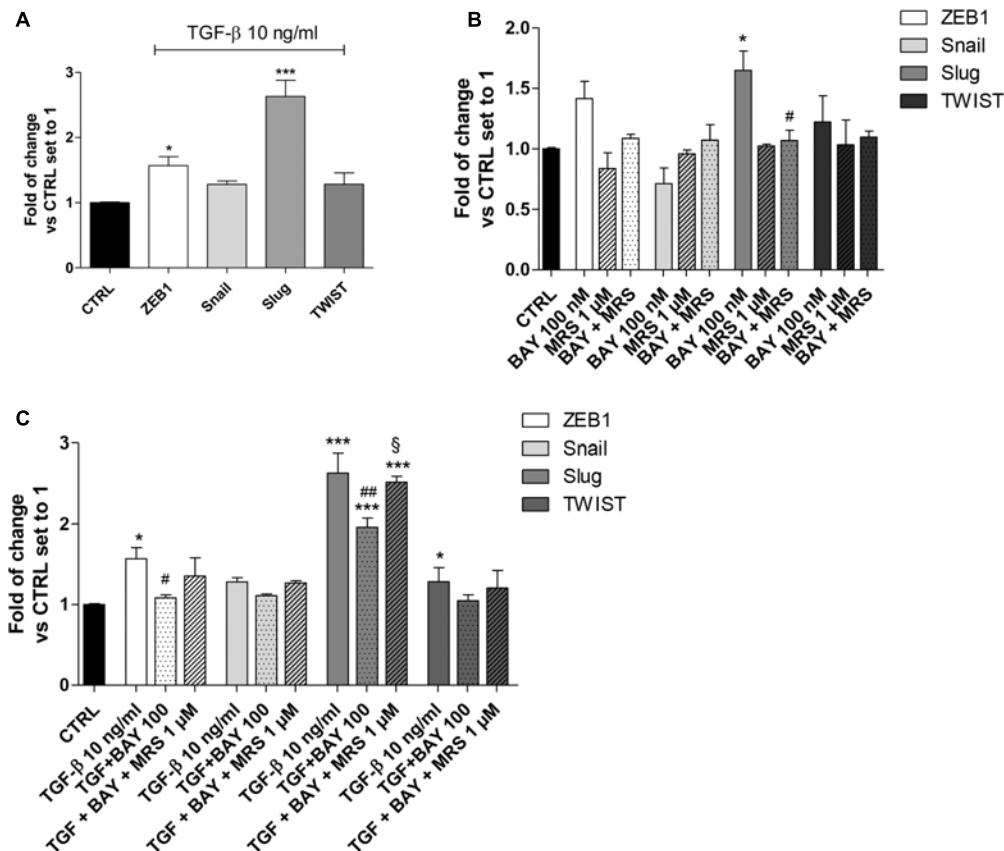 A
TGF-β 10 ng/ml
Fold of change
vs CTRL set to 1
3
2
1
0
*
***
CTRL
ZEB1
Snail
Slug
TWIST
B
ZEB1
Snail
Slug
TWIST
Fold of change
vs CTRL set to 1
2.0
1.5
1.0
0.5
0.0
*
#
CTRL
BAY 100 nM
MRS 1 µM
BAY + MRS
BAY 100 nM
MRS 1 µM
BAY + MRS
BAY 100 nM
MRS 1 µM
BAY + MRS
BAY 100 nM
MRS 1 µM
BAY + MRS
C
ZEB1
Snail
Slug
TWIST
Fold of change
vs CTRL set to 1
3
2
1
0
*
#
***
##
***
§
***
*
CTRL
TGF-β 10 ng/ml
TGF+BAY 100
TGF + BAY + MRS 1 µM
TGF-β 10 ng/ml
TGF+BAY 100
TGF + BAY + MRS 1 µM
TGF-β 10 ng/ml
TGF+BAY 100
TGF + BAY + MRS 1 µM
TGF-β 10 ng/ml
TGF+BAY 100
TGF + BAY + MRS 1 µM